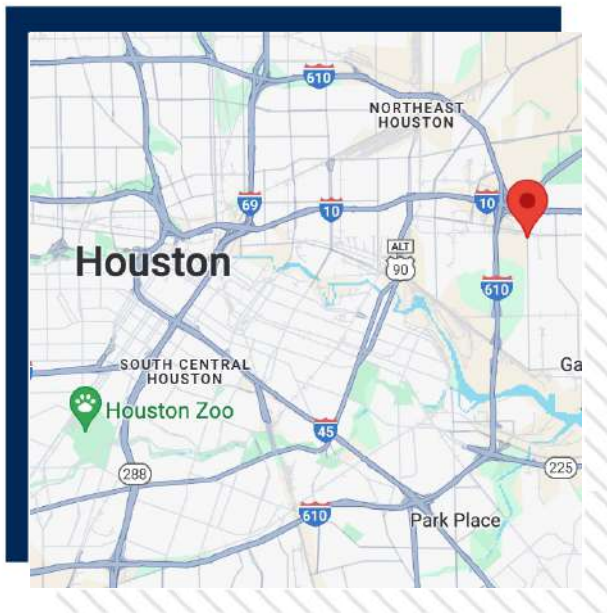 610
NORTHEAST
HOUSTON
69
10
10
ALT
90
Houston
610
SOUTH CENTRAL
HOUSTON
Ga
Houston Zoo
45
288
225
610
Park Place